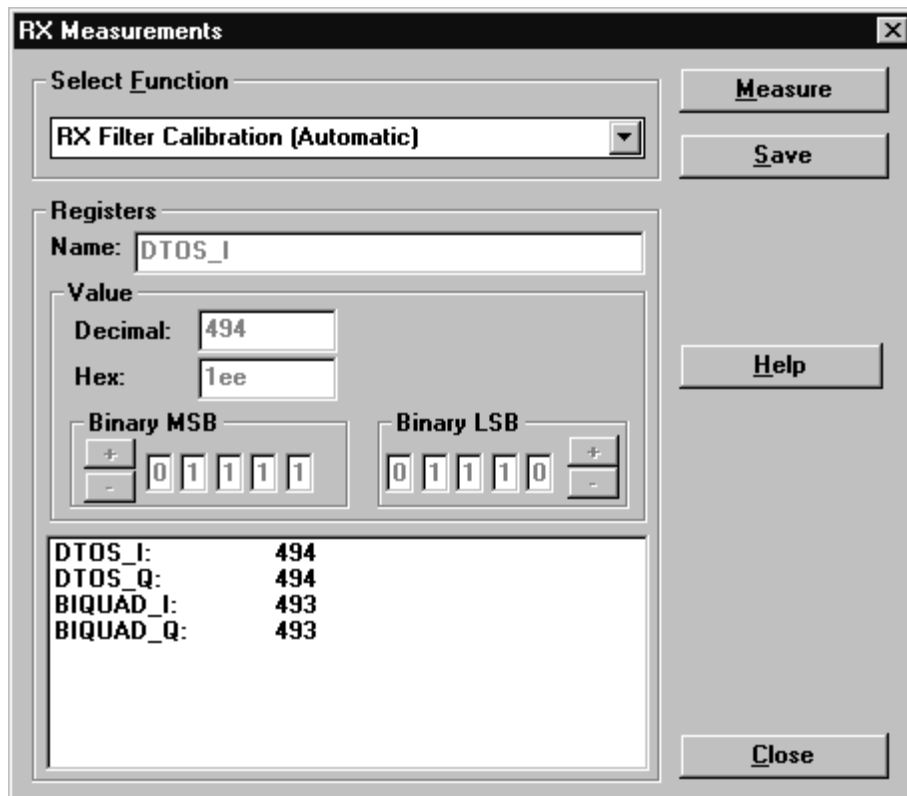 RX Measurements
Select Function
RX Filter Calibration (Automatic)
Measure
Save
Registers
Name: DTOS_I
Value
Decimal: 494
Hex: 1ee
Help
Binary MSB
+
-
0 1 1 1 1
Binary LSB
0 1 1 1 0
+
-
DTOS_I: 494
DTOS_Q: 494
BIQUAD_I: 493
BIQUAD_Q: 493
Close